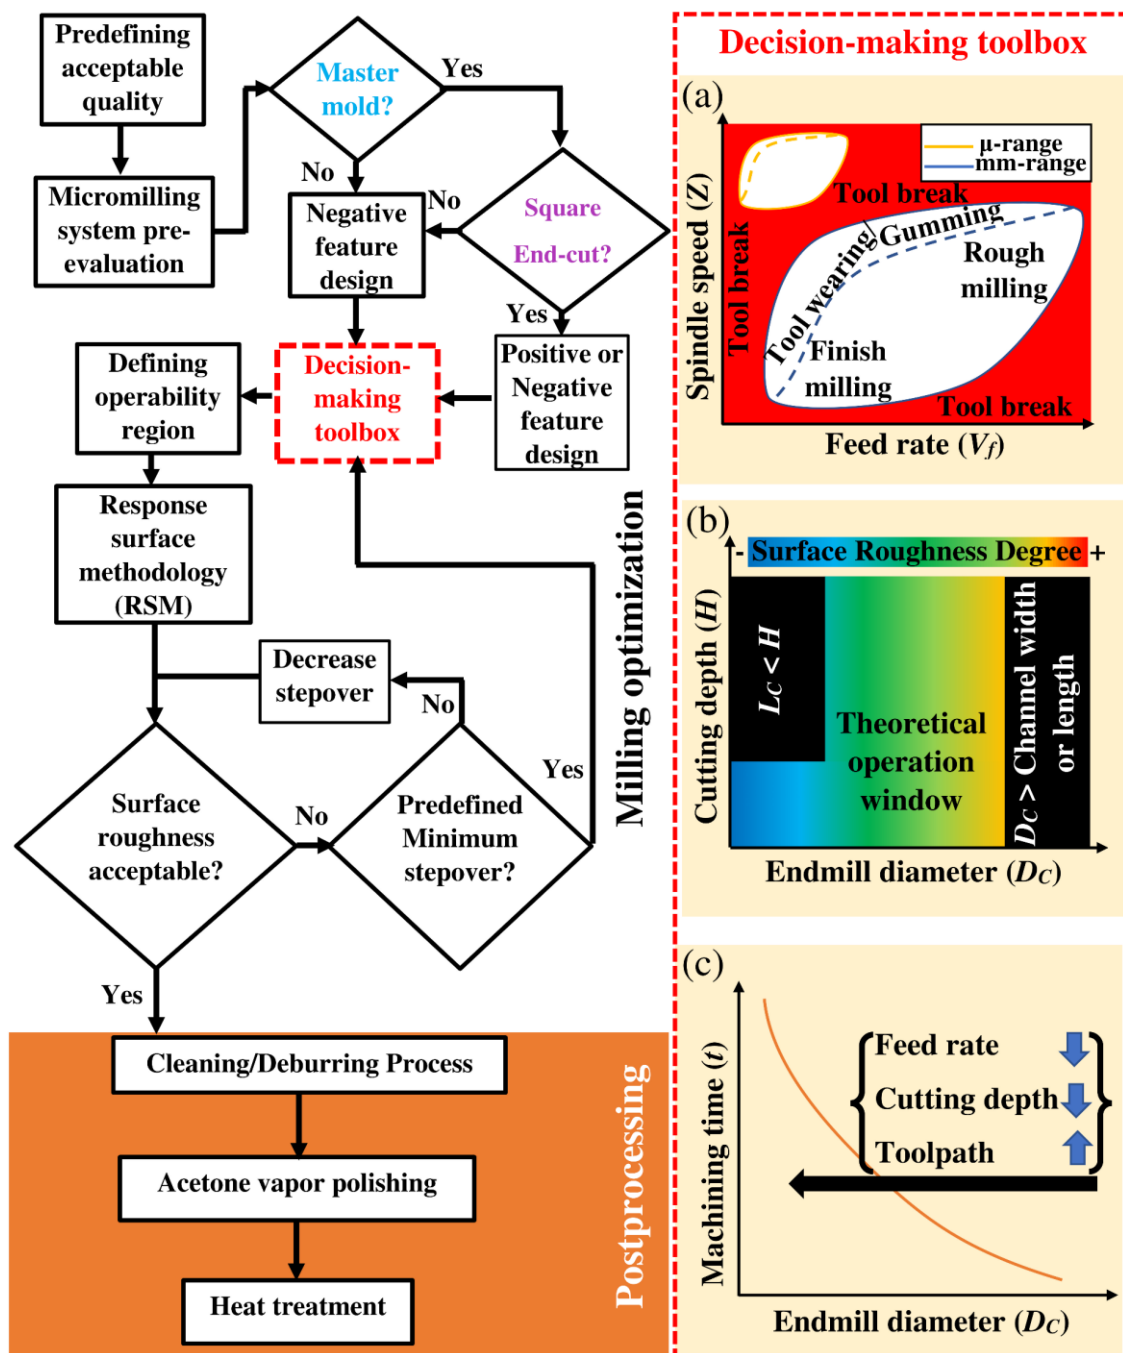 Predefining
acceptable
quality
Master
mold?
Yes
No
Micromilling
system pre-
evaluation
Negative
feature
design
No
Square
End-cut?
Yes
Defining
operability
region
Decision-
making
toolbox
Positive or
Negative
feature
design
Response
surface
methodology
(RSM)
Decrease
stepover
No
Yes
Surface
roughness
acceptable?
No
Predefined
Minimum
stepover?
Yes
Milling optimization
Cleaning/Deburring Process
Acetone vapor polishing
Heat treatment
Postprocessing
Decision-making toolbox
(a)
μ-range
mm-range
Tool break
Tool break
Tool wearing
Gumming
Rough
milling
Finish
milling
Tool break
Spindle speed (Z)
Feed rate (Vf)
(b)
- Surface Roughness Degree +
LC < H
Theoretical
operation
window
DC > Channel width
or length
Cutting depth (H)
Endmill diameter (DC)
(c)
Feed rate
Cutting depth
Toolpath
Machining time (t)
Endmill diameter (DC)